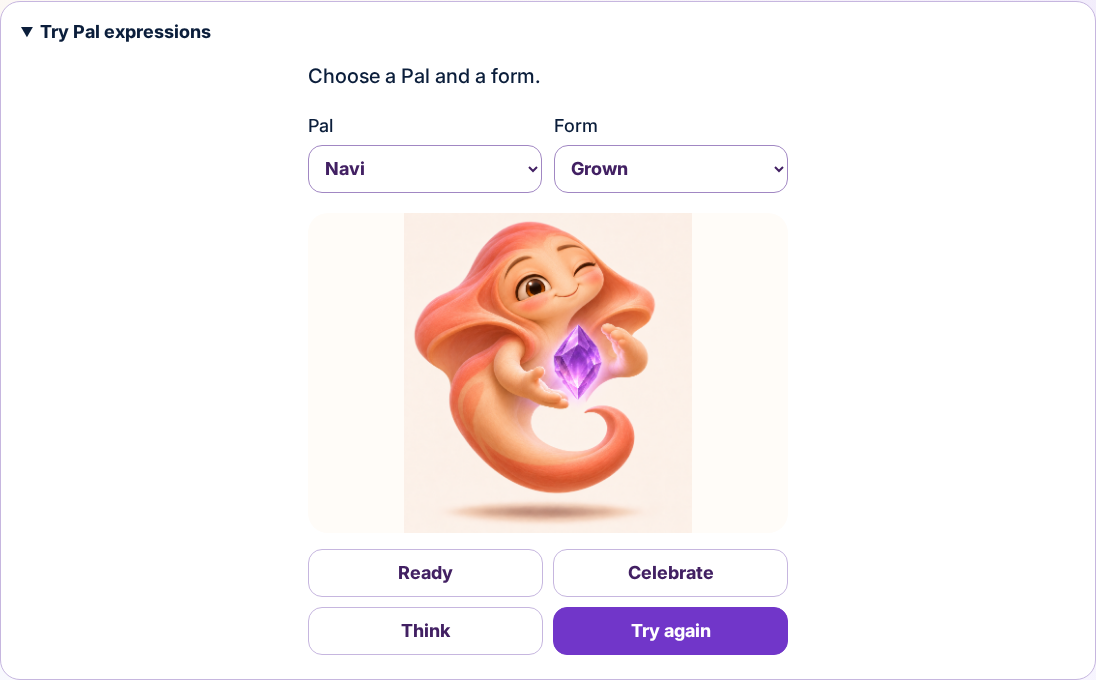 Try Pal expressions
Choose a Pal and a form.
Pal
Form
Navi
Grown
Ready
Celebrate
Think
Try again